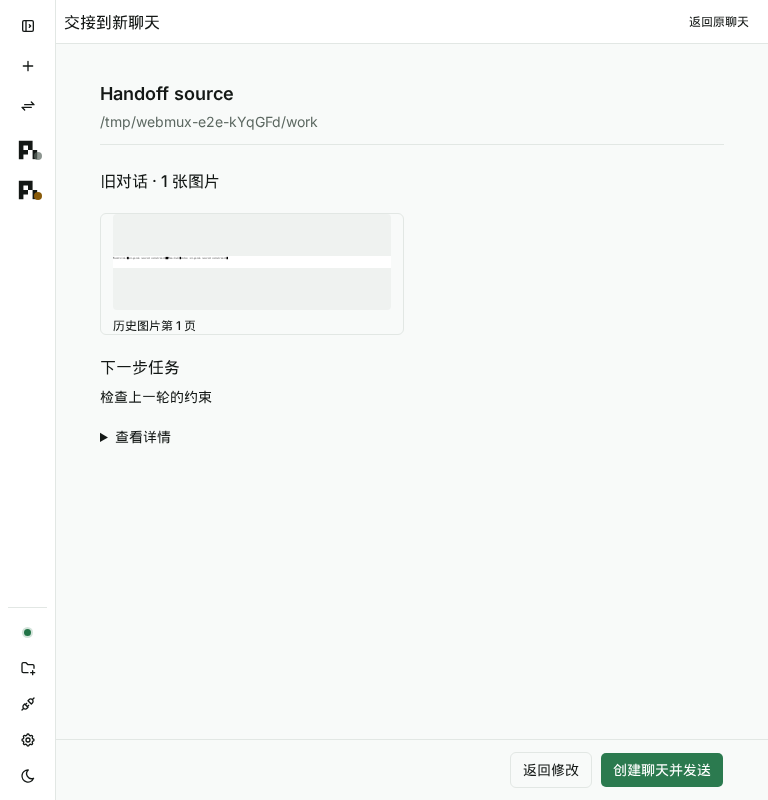 交接到新聊天
返回原聊天
Handoff source
/tmp/webmux-e2e-kYqGFd/work
旧对话 · 1 张图片
历史图片第 1 页
下一步任务
检查上一轮的约束
查看详情
返回修改
创建聊天并发送